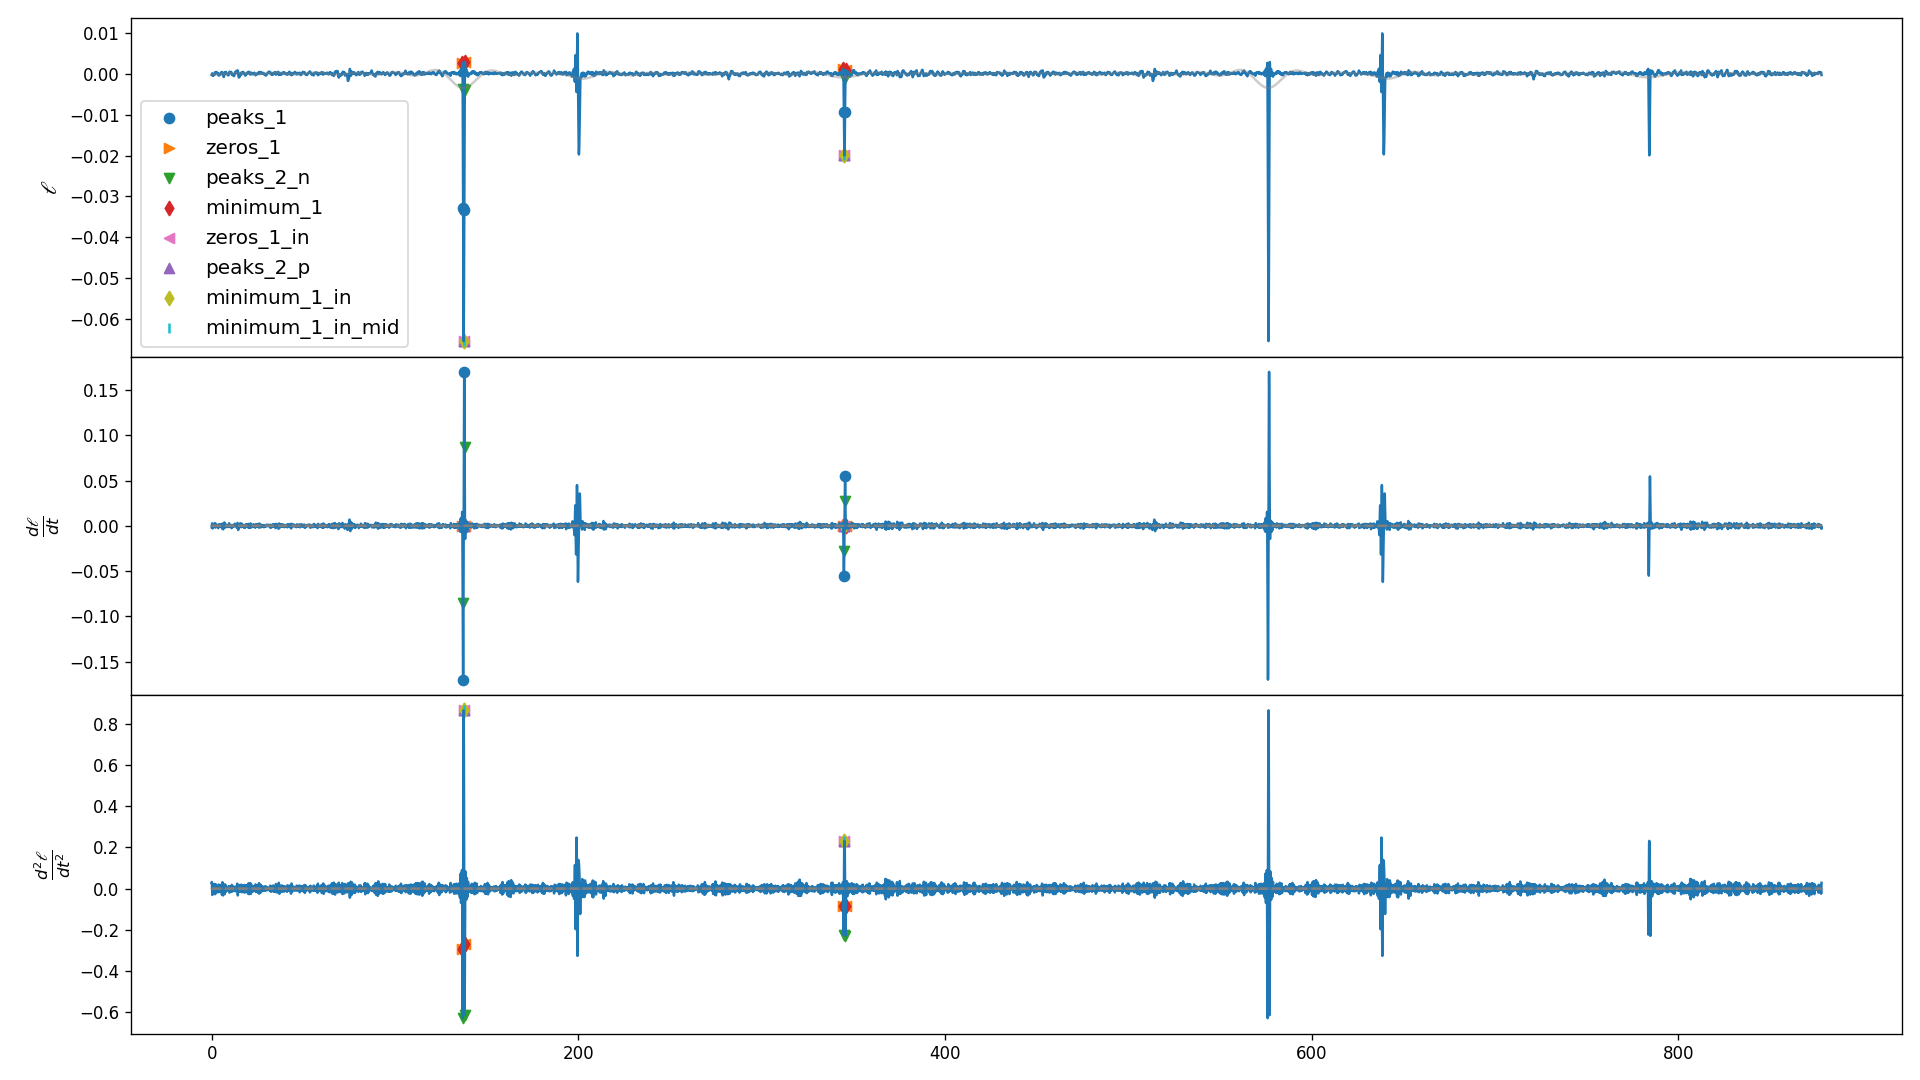 0.01
0.00
−0.01
−0.02
−0.03
−0.04
−0.05
−0.06
ℓ
peaks_1
zeros_1
peaks_2_n
minimum_1
zeros_1_in
peaks_2_p
minimum_1_in
minimum_1_in_mid
0.15
0.10
0.05
0.00
−0.05
−0.10
−0.15
dℓ
dt
0.8
0.6
0.4
0.2
0.0
−0.2
−0.4
−0.6
d²ℓ
dt²
0 200 400 600 800